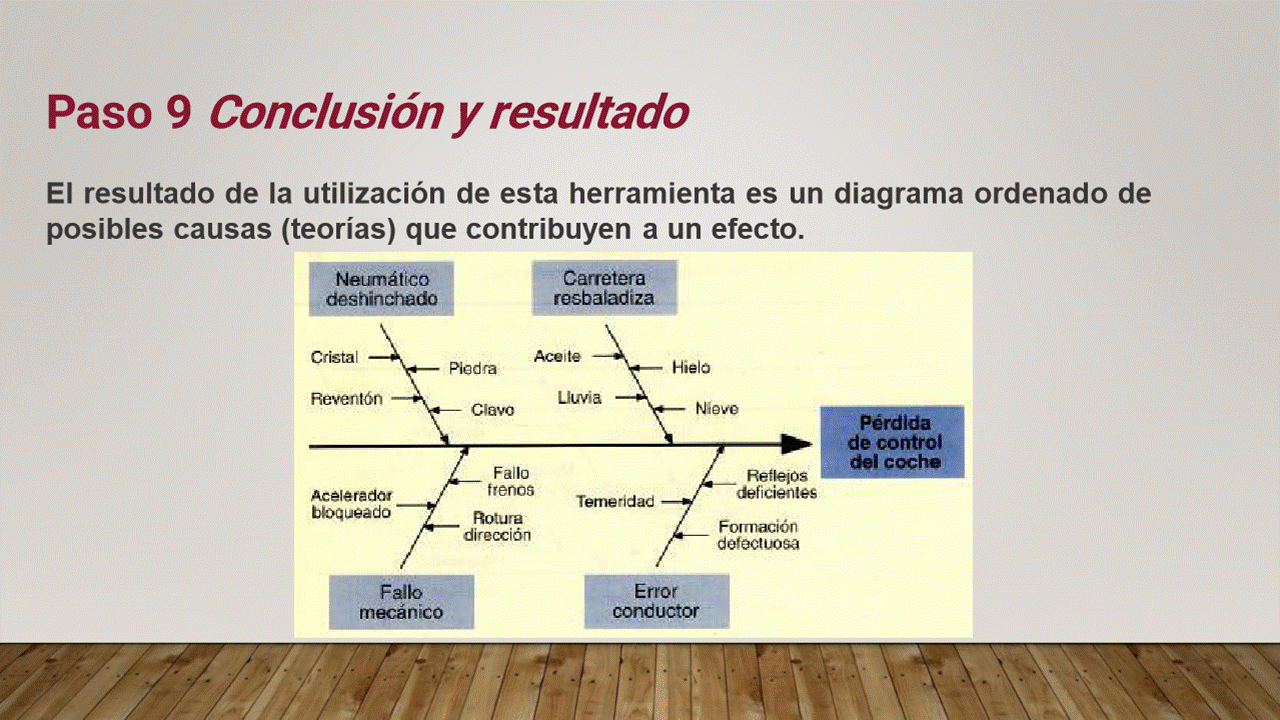 Paso 9 Conclusión y resultado
El resultado de la utilización de esta herramienta es un diagrama ordenado de
posibles causas (teorías) que contribuyen a un efecto.
Neumático
deshinchado
Carretera
resbaladiza
Cristal
Piedra
Reventón
Clavo
Aceite
Hielo
Lluvia
Nieve
Pérdida
de control
del coche
Acelerador
bloqueado
Fallo
frenos
Rotura
dirección
Temeridad
Reflejos
deficientes
Formación
defectuosa
Fallo
mecánico
Error
conductor